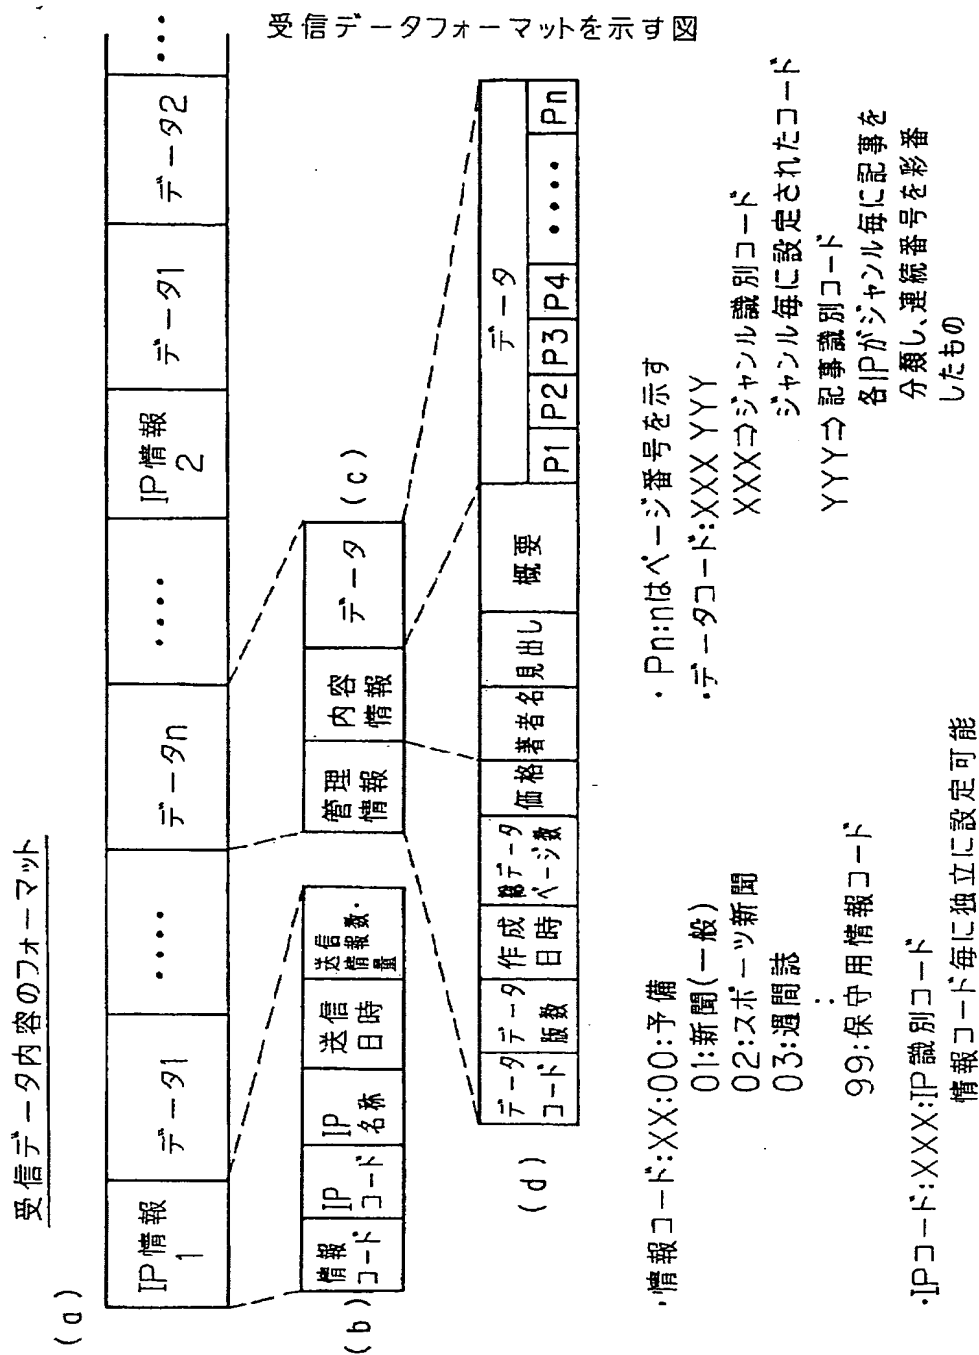 受信データフォーマットを示す図
受信データ内容のフォーマット
(a)
IP情報
1
データ1
・・・・
データn
・・・・
IP情報
2
データ1
データ2
・・・
(b)
情報
コード
IP
コード
IP
名称
送信
日時
送信
情報数・
量
(c)
管理
情報
内容
情報
データ
(d)
データ
コード
データ
版数
作成
日時
総データ
ページ数
価格
著者名
見出し
概要
データ
P1
P2
P3
P4
・・・・
Pn
・情報コード:XX:00:予備
01:新聞(一般)
02:スポーツ新聞
03:週間誌
:
99:保守用情報コード
・IPコード:XXX:IP識別コード
情報コード毎に独立に設定可能
・Pn:nはページ番号を示す
・データコード:XXX YYY
XXX⇒ジャンル識別コード
ジャンル毎に設定されたコード
YYY⇒記事識別コード
各IPがジャンル毎に記事を
分類し、連続番号を彩番
したもの